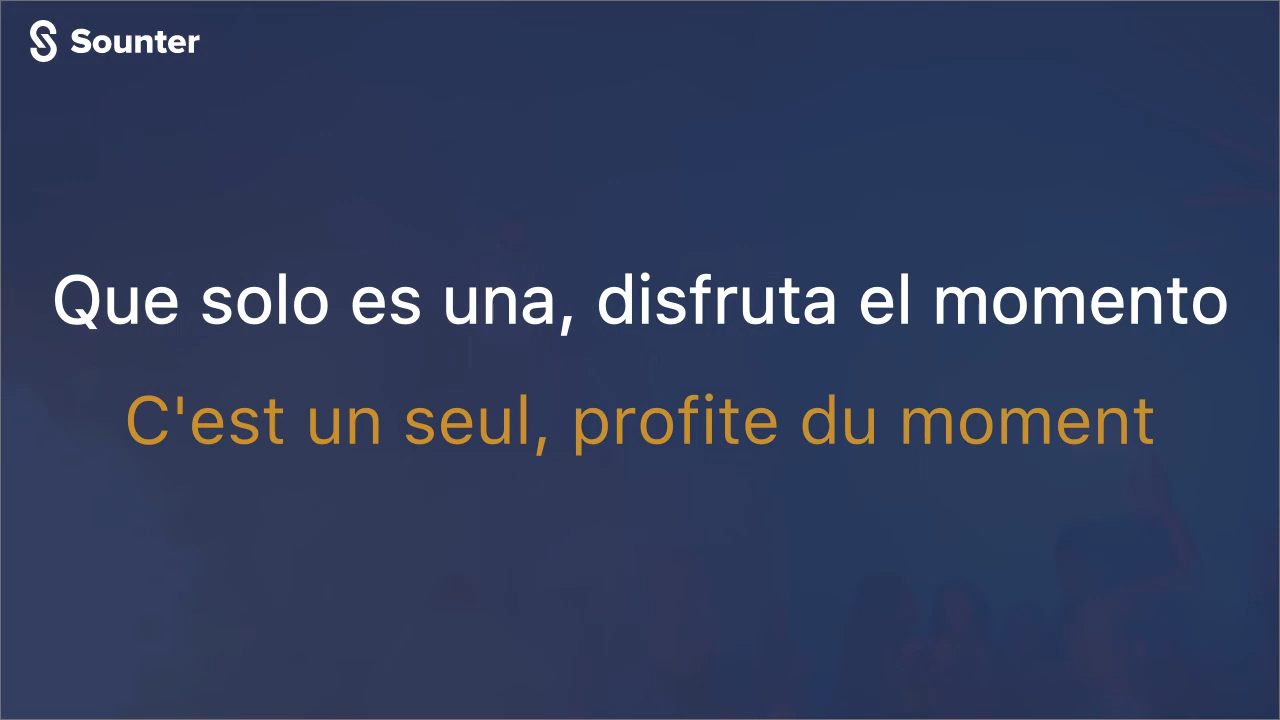 Sounter
Que solo es una, disfruta el momento
C'est un seul, profite du moment